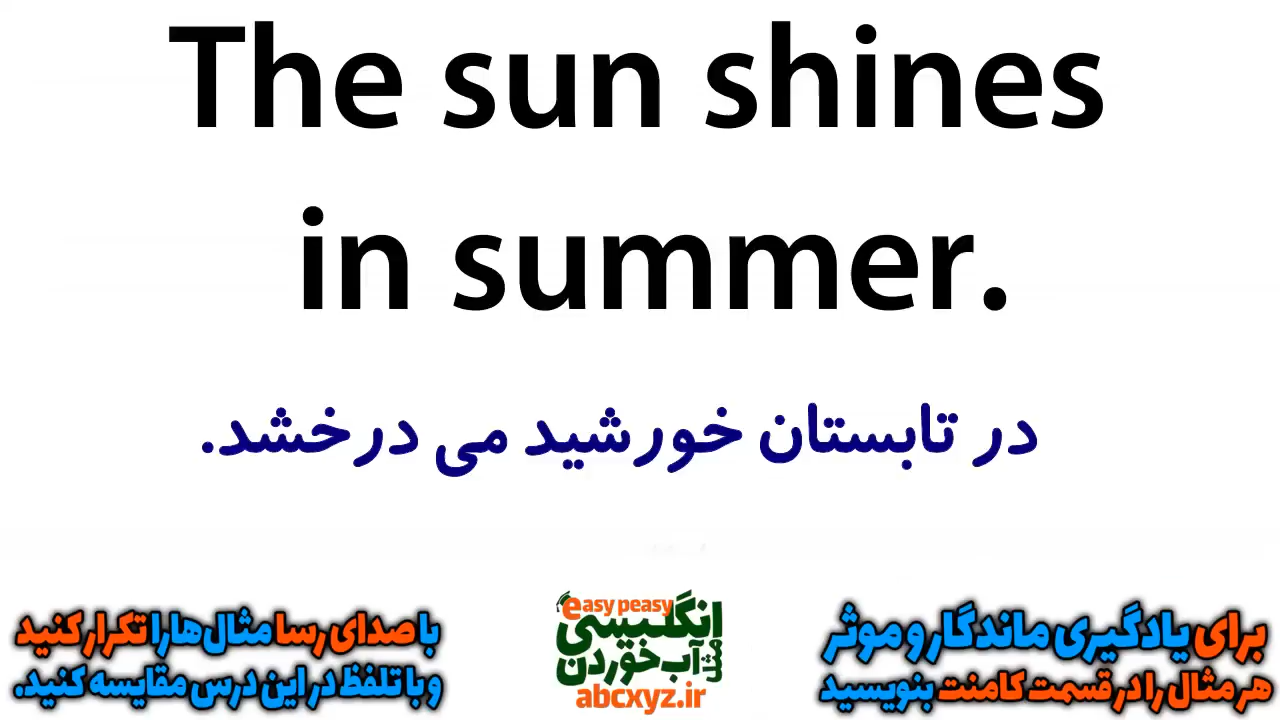 The sun shines
in summer.
در تابستان خورشید می درخشد.
برای یادگیری ماندگار و موثر
هر مثال را در قسمت کامنت بنویسید
easy peasy
انگلیسی
مثل
آب خوردن
abcxyz.ir
با صدای رسا مثال‌ها را تکرار کنید
و با تلفظ در این درس مقایسه کنید.